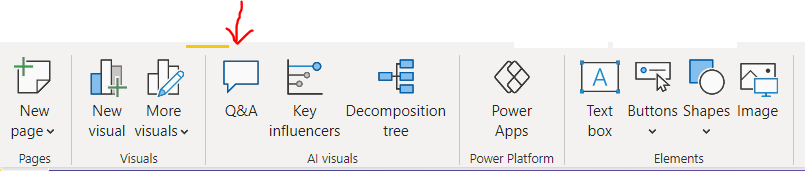 New
page
New
visual
More
visuals
Q&A
Key
influencers
Decomposition
tree
Power
Apps
A
Text
box
Buttons
Shapes
Image
Pages
Visuals
AI visuals
Power Platform
Elements